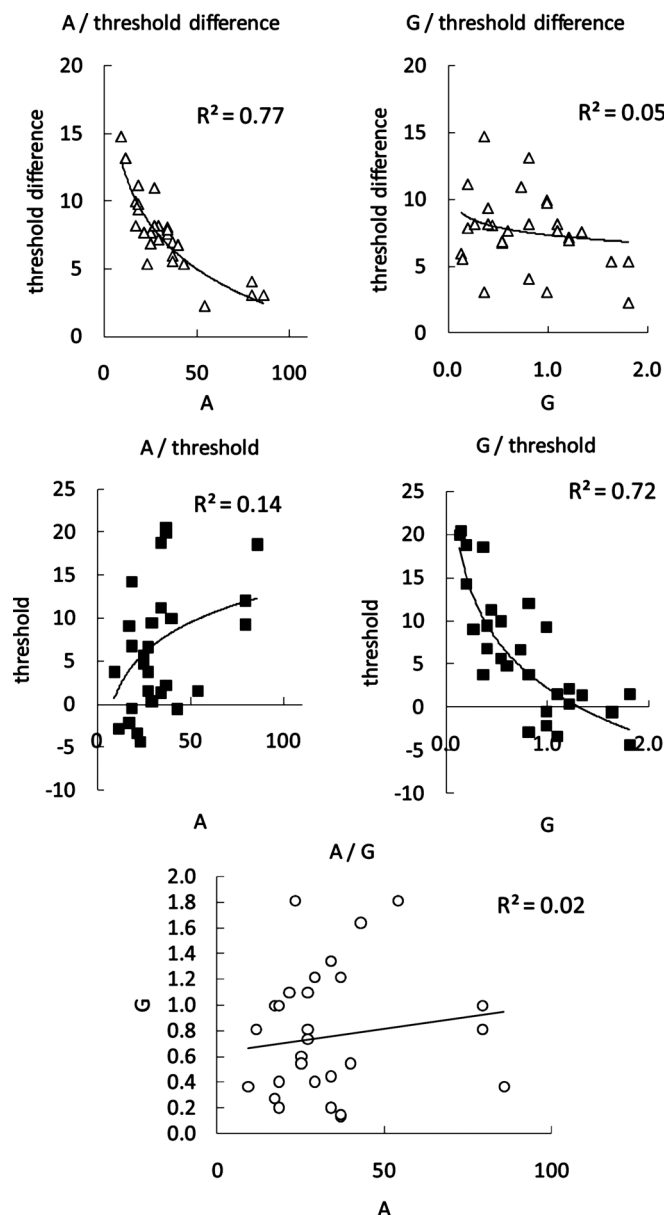 A / threshold difference
20
15
10
5
0
threshold difference
R² = 0.77
0
50
100
A
G / threshold difference
20
15
10
5
0
threshold difference
R² = 0.05
0.0
1.0
2.0
G
A / threshold
25
20
15
10
5
0
-5
-10
threshold
R² = 0.14
0
50
100
A
G / threshold
25
20
15
10
5
0
-5
-10
threshold
R² = 0.72
0.0
1.0
2.0
G
A / G
2.0
1.8
1.6
1.4
1.2
1.0
0.8
0.6
0.4
0.2
0.0
G
R² = 0.02
0
50
100
A